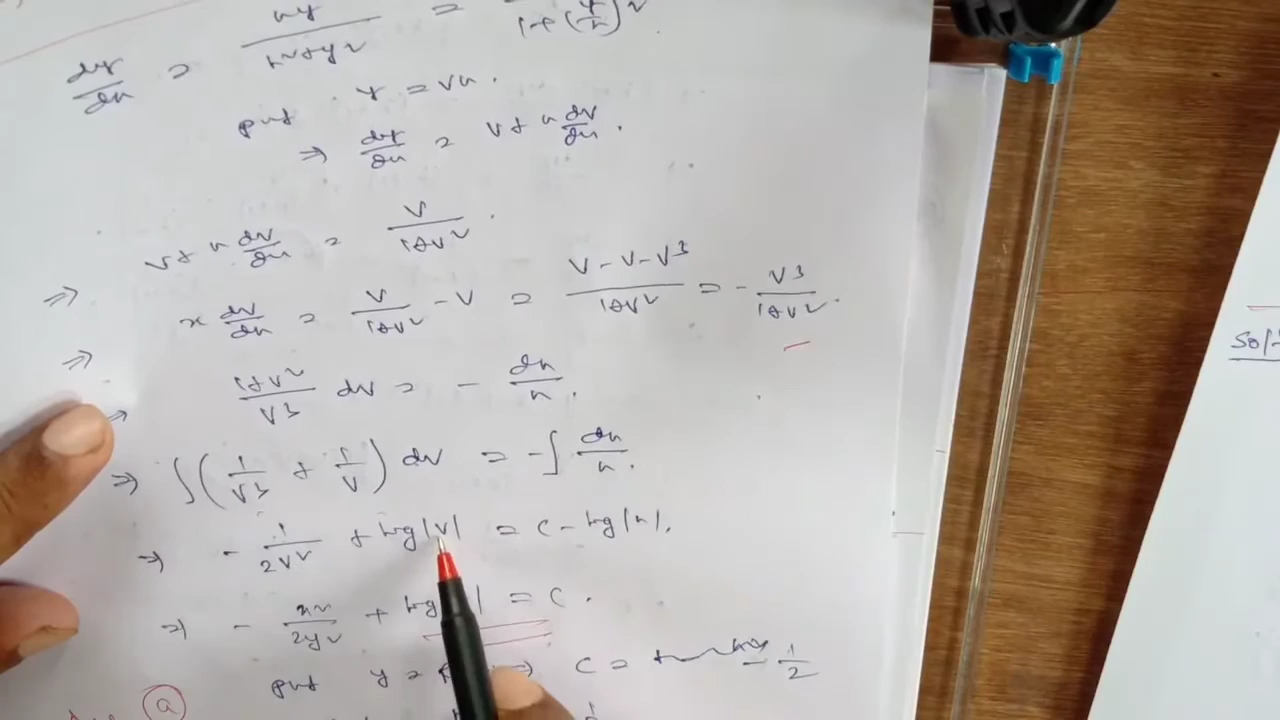 dy/dx = xy/(x²+y²) = 1+(y/x)²
put y = vx.
⇒ dy/dx = v + x dv/dx.
⇒ v + x dv/dx = v/(1+v²).
⇒ x dv/dx = v/(1+v²) - v = (v-v-v³)/(1+v²) = - v³/(1+v²).
⇒ (1+v²)/v³ dv = - dx/x.
⇒ ∫(1/v³ + 1/v) dv = -∫ dx/x.
⇒ - 1/(2v²) + log|v| = c - log|x|.
⇒ - x²/(2y²) + log | = c.
put y = ⇒ c = - 1/2
(a)
Sol